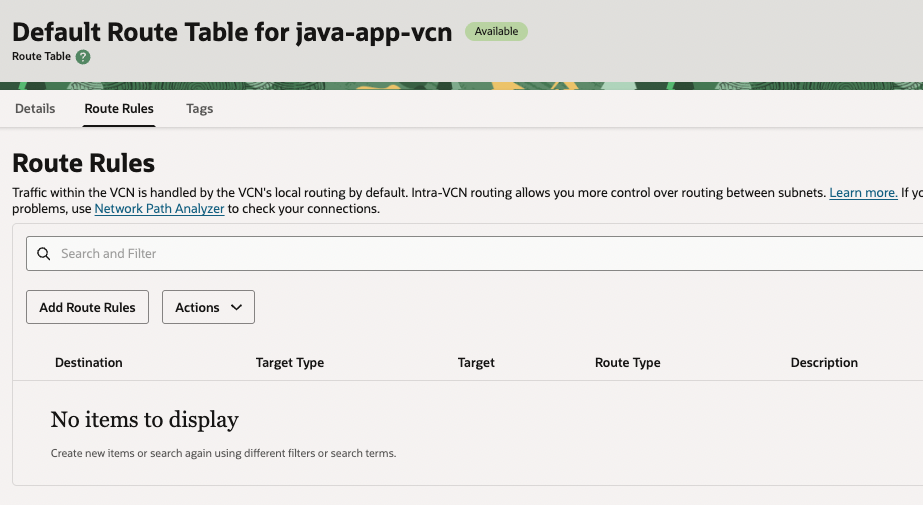 Default Route Table for java-app-vcn Available
Route Table ?
Details Route Rules Tags
Route Rules
Traffic within the VCN is handled by the VCN's local routing by default. Intra-VCN routing allows you more control over routing between subnets. Learn more. If
problems, use Network Path Analyzer to check your connections.
Search and Filter
Add Route Rules Actions
Destination Target Type Target Route Type Description
No items to display
Create new items or search again using different filters or search terms.